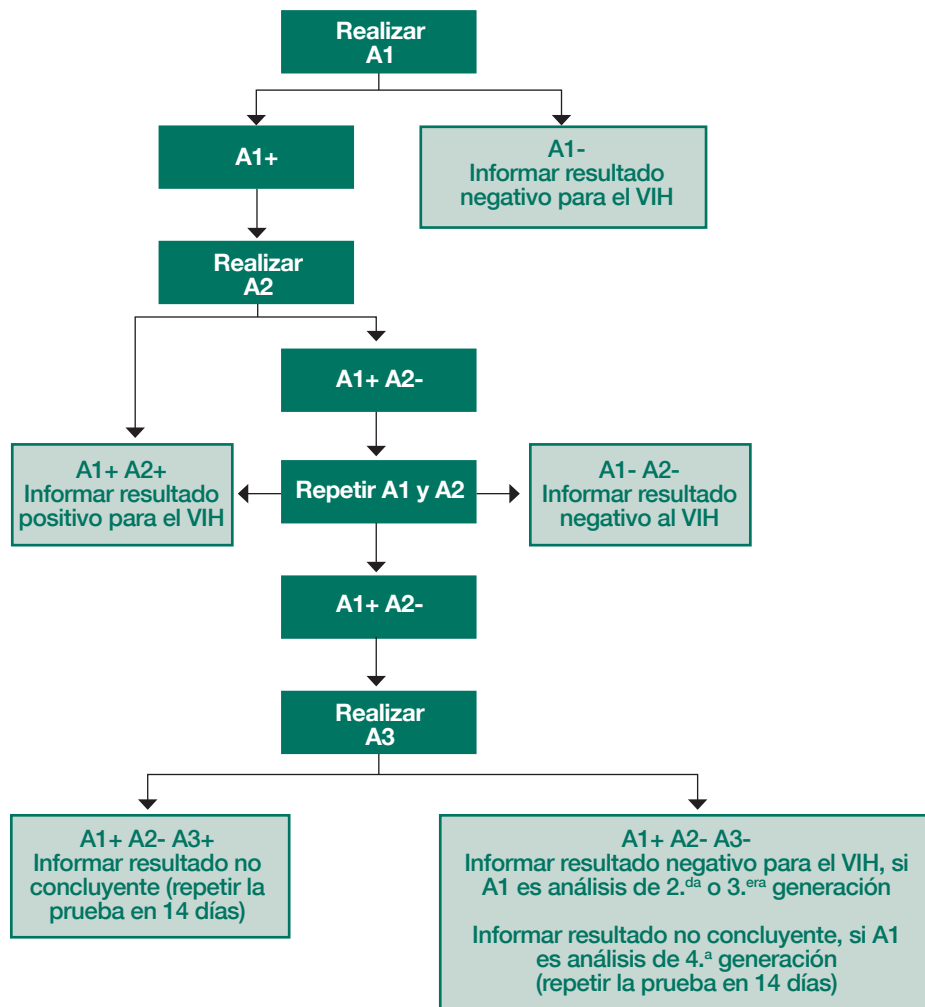 Realizar
A1
A1+
A1-
Informar resultado
negativo para el VIH
Realizar
A2
A1+ A2-
A1+ A2+
Informar resultado
positivo para el VIH
Repetir A1 y A2
A1- A2-
Informar resultado
negativo al VIH
A1+ A2-
Realizar
A3
A1+ A2- A3+
Informar resultado no
concluyente (repetir la
prueba en 14 días)
A1+ A2- A3-
Informar resultado negativo para el VIH, si
A1 es análisis de 2.da o 3.era generación
Informar resultado no concluyente, si A1
es análisis de 4.a generación
(repetir la prueba en 14 días)